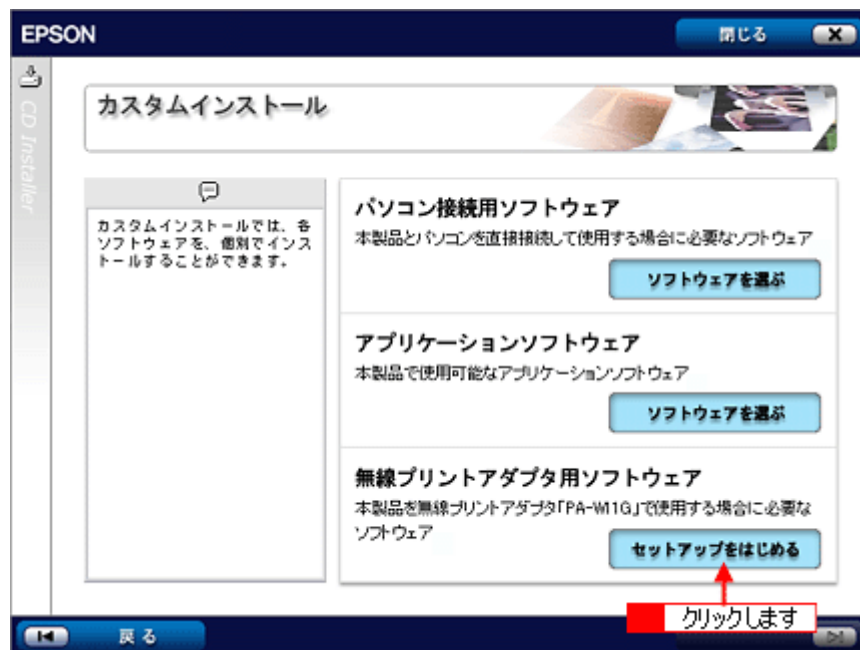 EPSON
閉じる
CD Installer
カスタムインストール
カスタムインストールでは、各
ソフトウェアを、個別でインス
トールすることができます。
パソコン接続用ソフトウェア
本製品とパソコンを直接接続して使用する場合に必要なソフトウェア
ソフトウェアを選ぶ
アプリケーションソフトウェア
本製品で使用可能なアプリケーションソフトウェア
ソフトウェアを選ぶ
無線プリントアダプタ用ソフトウェア
本製品を無線プリントアダプタ「PA-W11G」で使用する場合に必要な
ソフトウェア
セットアップをはじめる
クリックします
戻る